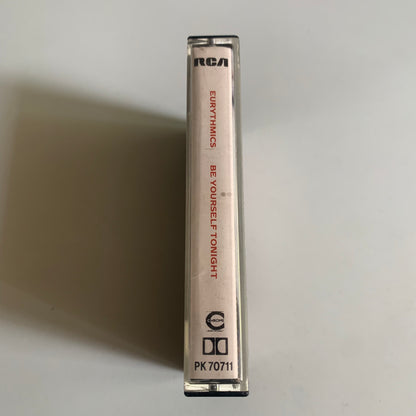 RCA
EURYTHMICS
BE YOURSELF TONIGHT
PK 70711